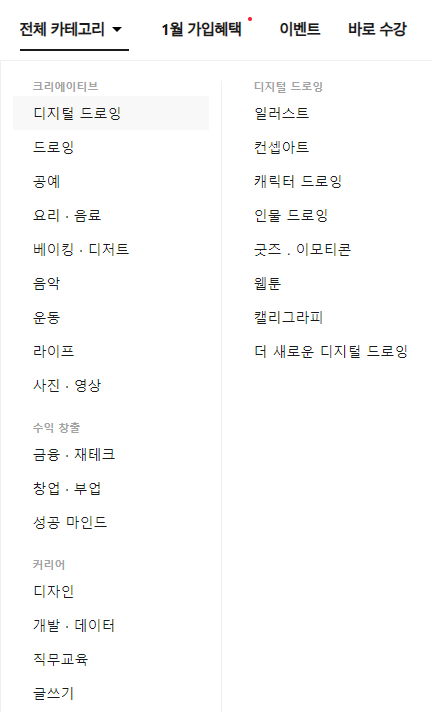 전체 카테고리 1월 가입혜택 이벤트 바로 수강
크리에이티브
디지털 드로잉
드로잉
공예
요리 · 음료
베이킹 · 디저트
음악
운동
라이프
사진 · 영상
수익 창출
금융 · 재테크
창업 · 부업
성공 마인드
커리어
디자인
개발 · 데이터
직무교육
글쓰기
디지털 드로잉
일러스트
컨셉아트
캐릭터 드로잉
인물 드로잉
굿즈 . 이모티콘
웹툰
캘리그라피
더 새로운 디지털 드로잉